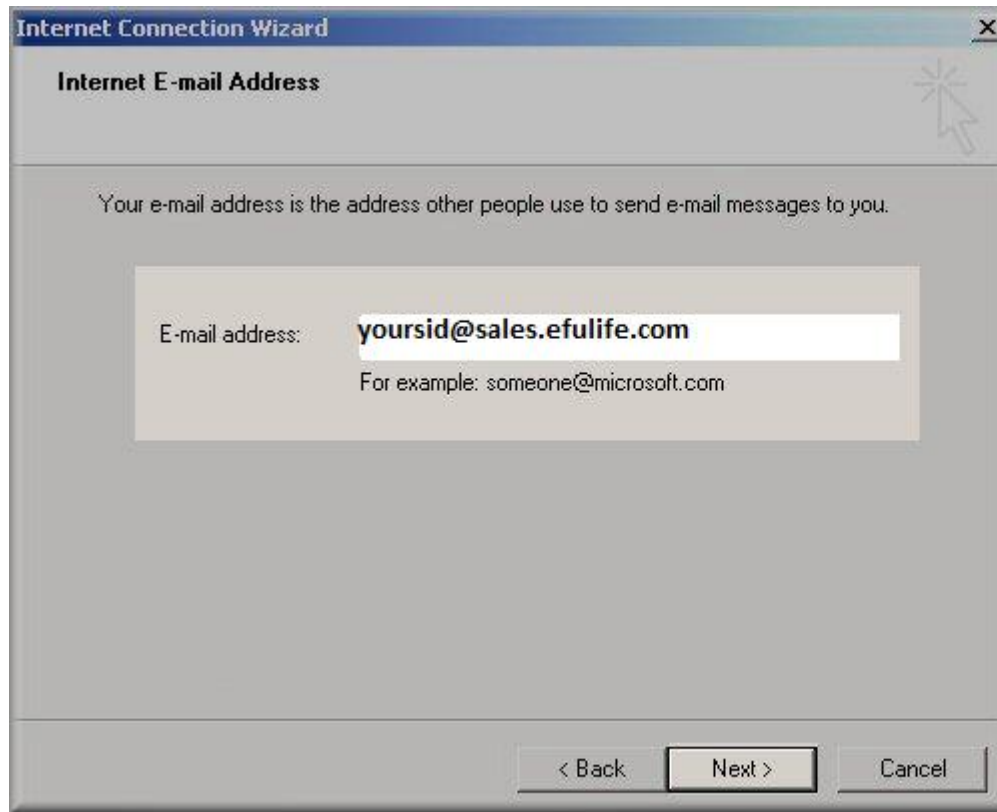 Internet Connection Wizard
Internet E-mail Address
Your e-mail address is the address other people use to send e-mail messages to you.
E-mail address: yoursid@sales.efulife.com
For example: someone@microsoft.com
< Back Next > Cancel